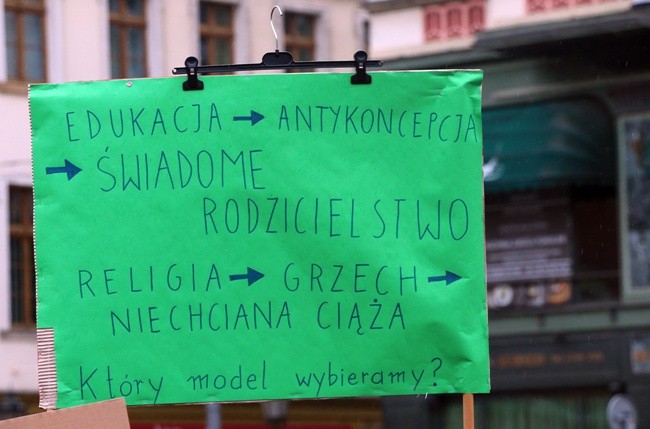 EDUKACJA → ANTYKONCEPCJA
→ ŚWIADOME
RODZICIELSTWO
RELIGIA → GRZECH →
NIECHCIANA CIĄŻA
Który model wybieramy?